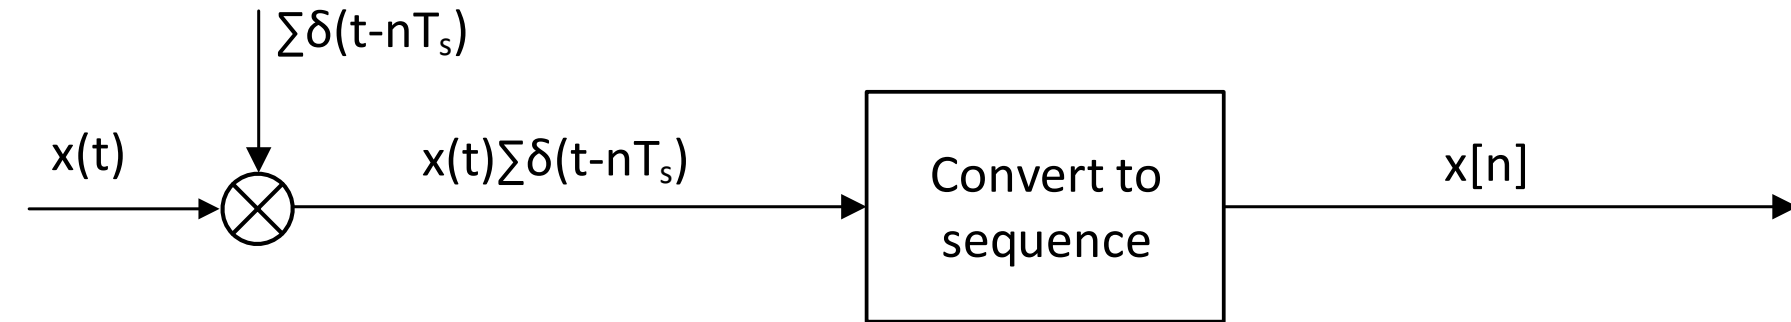 ∑δ(t-nTₛ)
x(t)
x(t)∑δ(t-nTₛ)
Convert to
sequence
x[n]